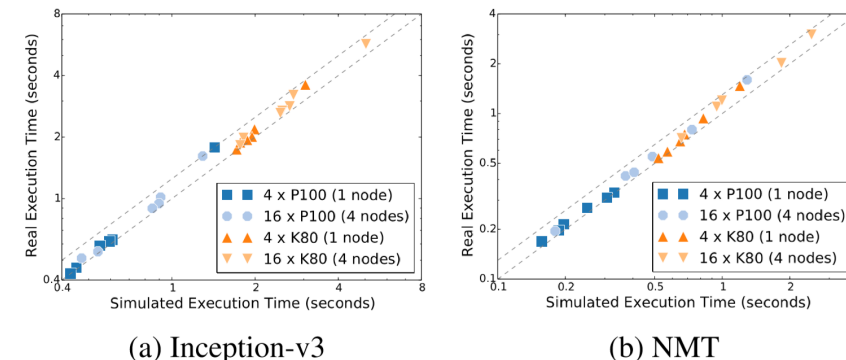 8
4
2
1
0.4
0.4
1
2
4
8
Real Execution Time (seconds)
Simulated Execution Time (seconds)
4 x P100 (1 node)
16 x P100 (4 nodes)
4 x K80 (1 node)
16 x K80 (4 nodes)
(a) Inception-v3
4
2
1
0.5
0.2
0.1
0.1
0.2
0.5
1
2
Real Execution Time (seconds)
Simulated Execution Time (seconds)
4 x P100 (1 node)
16 x P100 (4 nodes)
4 x K80 (1 node)
16 x K80 (4 nodes)
(b) NMT